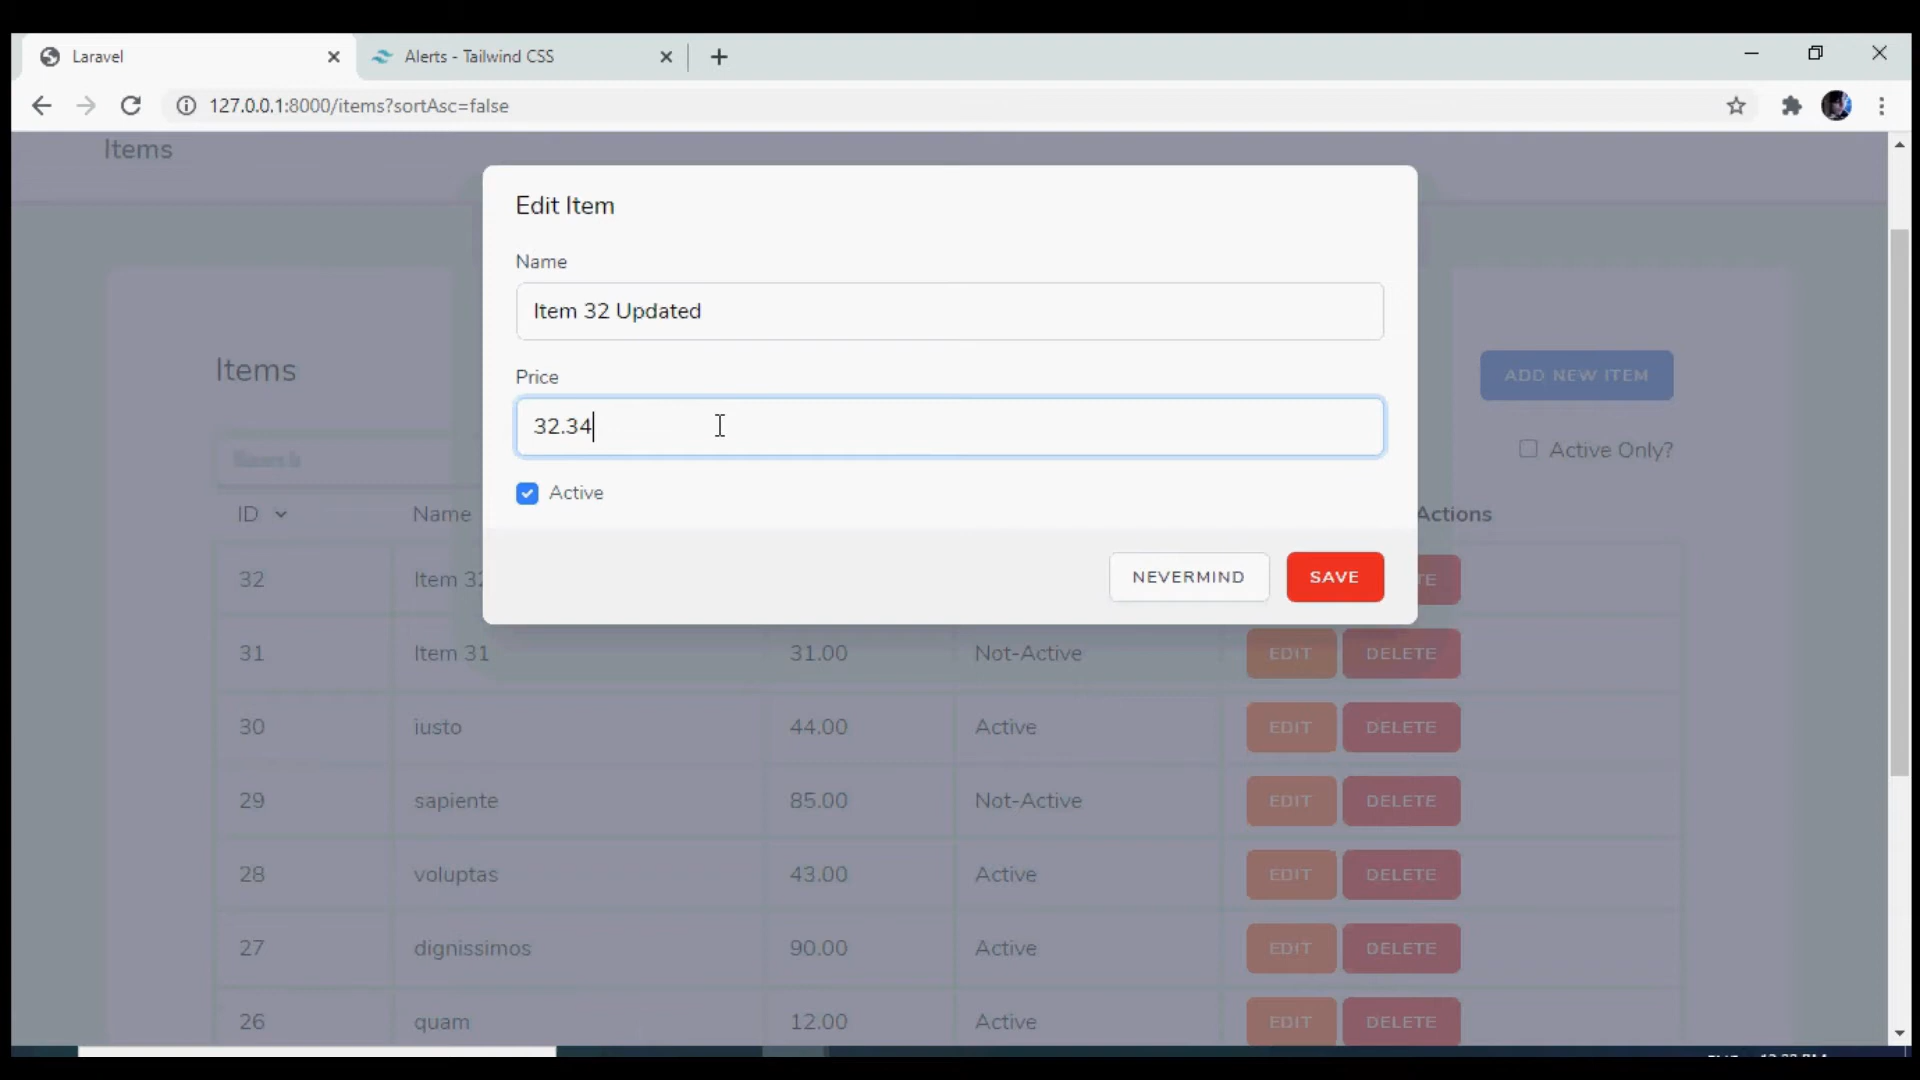 Laravel
Alerts - Tailwind CSS
127.0.0.1:8000/items?sortAsc=false
Items
Edit Item
Name
Item 32 Updated
Items
ADD NEW ITEM
Price
32.34
Search
Active Only?
Active
ID Name Actions
NEVERMIND SAVE
32 Item 32
31 Item 31 31.00 Not-Active EDIT DELETE
30 iusto 44.00 Active EDIT DELETE
29 sapiente 85.00 Not-Active EDIT DELETE
28 voluptas 43.00 Active EDIT DELETE
27 dignissimos 90.00 Active EDIT DELETE
26 quam 12.00 Active EDIT DELETE